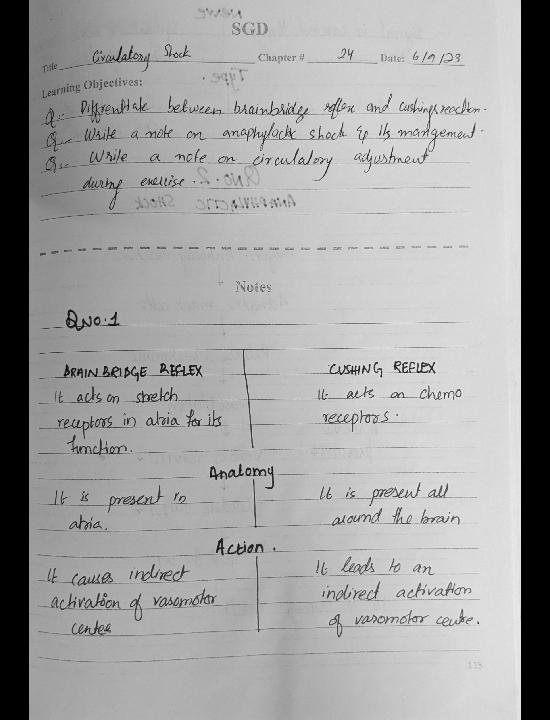 SGD
Title Circulatory Shock Chapter # 24 Date: 6/9/23
Learning Objectives:
Q:- Differentiate between brainbridge reflex and cushings reaction.
Q:- Write a note on anaphylactic shock & its mangement.
Q:- Write a note on circulatory adjustment
during exercise.
Notes
QNO.1
BRAIN BRIDGE REFLEX CUSHING REFLEX
It acts on stretch It acts on chemo
receptors in atria for its receptors.
function.
Anatomy
It is present in It is present all
atria. around the brain
Action.
It causes indirect It leads to an
activation of vasomotor indirect activation
center of vasomotor centre.